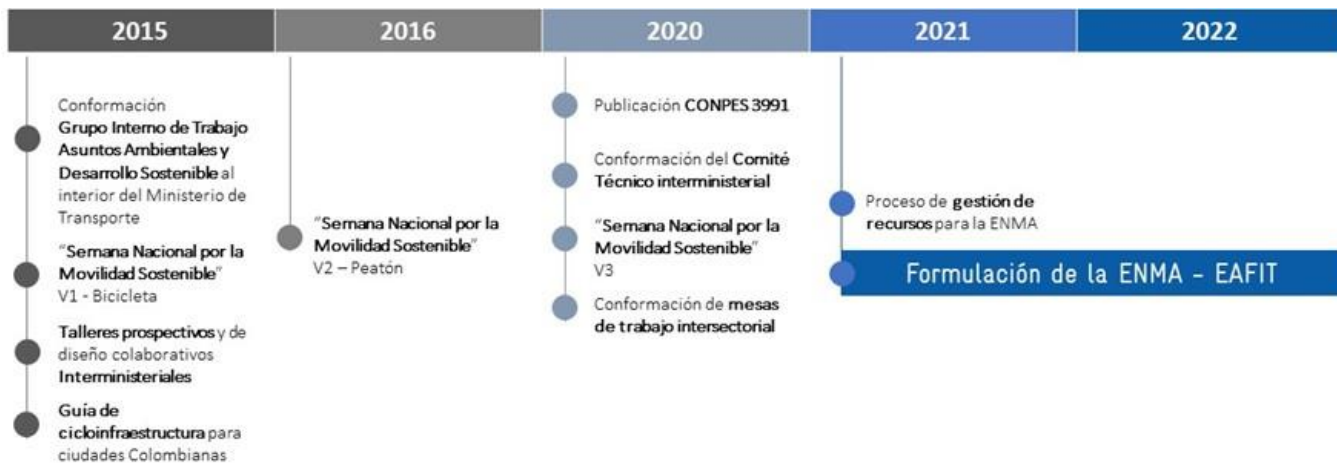 2015
2016
2020
2021
2022
Conformación
Grupo Interno de Trabajo
Asuntos Ambientales y
Desarrollo Sostenible al
interior del Ministerio de
Transporte
"Semana Nacional por la
Movilidad Sostenible"
V1 - Bicicleta
Talleres prospectivos y de
diseño colaborativos
Interministeriales
Guía de
cicloinfraestructura para
ciudades Colombianas
"Semana Nacional por la
Movilidad Sostenible"
V2 – Peatón
Publicación CONPES 3991
Conformación del Comité
Técnico interministerial
"Semana Nacional por la
Movilidad Sostenible"
V3
Conformación de mesas
de trabajo intersectorial
Proceso de gestión de
recursos para la ENMA
Formulación de la ENMA - EAFIT